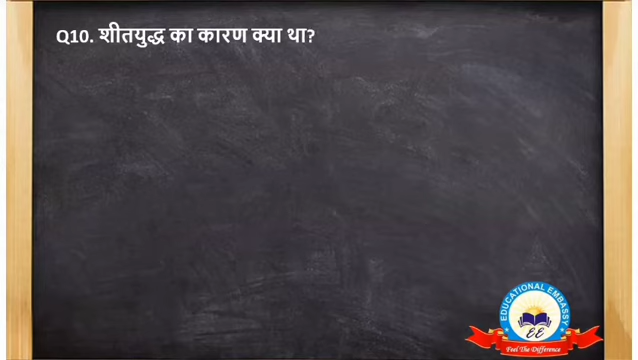 Q10. शीतयुद्ध का कारण क्या था?
EDUCATIONAL EMBASSY
EE
Feel The Difference